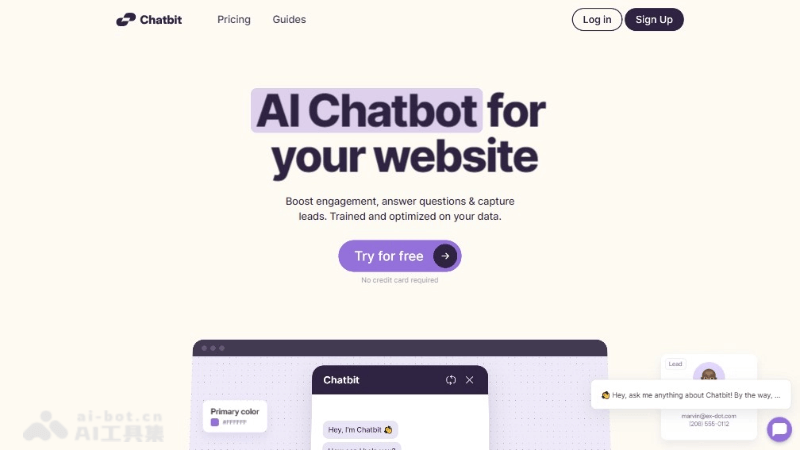 Chatbit
Pricing
Guides
Log in
Sign Up
AI Chatbot for
your website
Boost engagement, answer questions & capture
leads. Trained and optimized on your data.
Try for free
No credit card required
Chatbit
Primary color
#FFFFFF
Hey, I'm Chatbit
Lead
Hey, ask me anything about Chatbit! By the way, ...
marvin@ex-dot.com
(208) 555-0112
ai-bot.cn
AI工具集